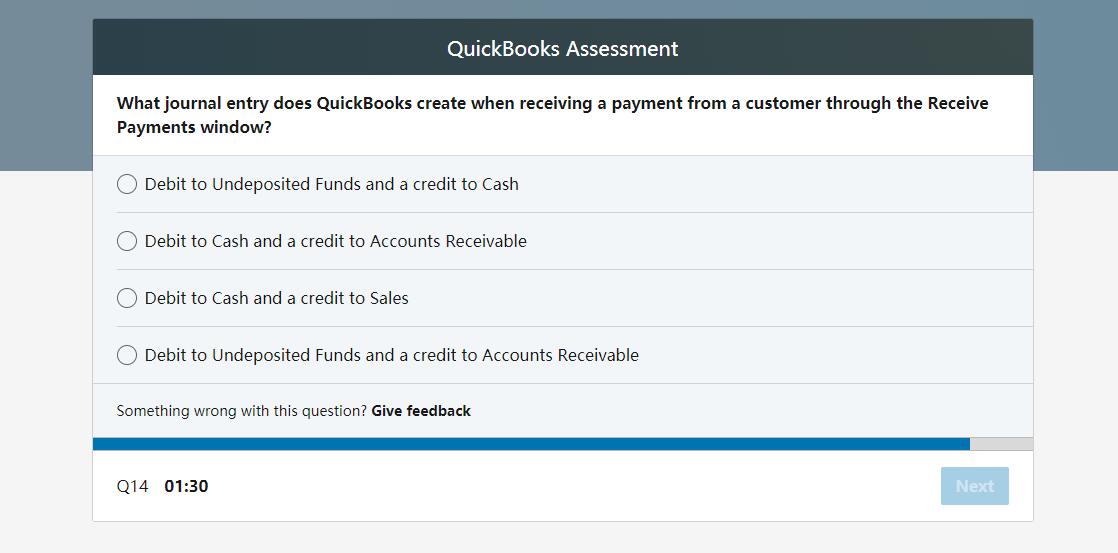 QuickBooks Assessment
What journal entry does QuickBooks create when receiving a payment from a customer through the Receive
Payments window?
Debit to Undeposited Funds and a credit to Cash
Debit to Cash and a credit to Accounts Receivable
Debit to Cash and a credit to Sales
Debit to Undeposited Funds and a credit to Accounts Receivable
Something wrong with this question? Give feedback
Q14 01:30 Next